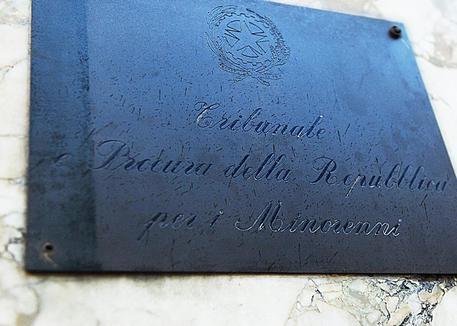 Tribunale
e Procura della Repubblica
per i Minorenni